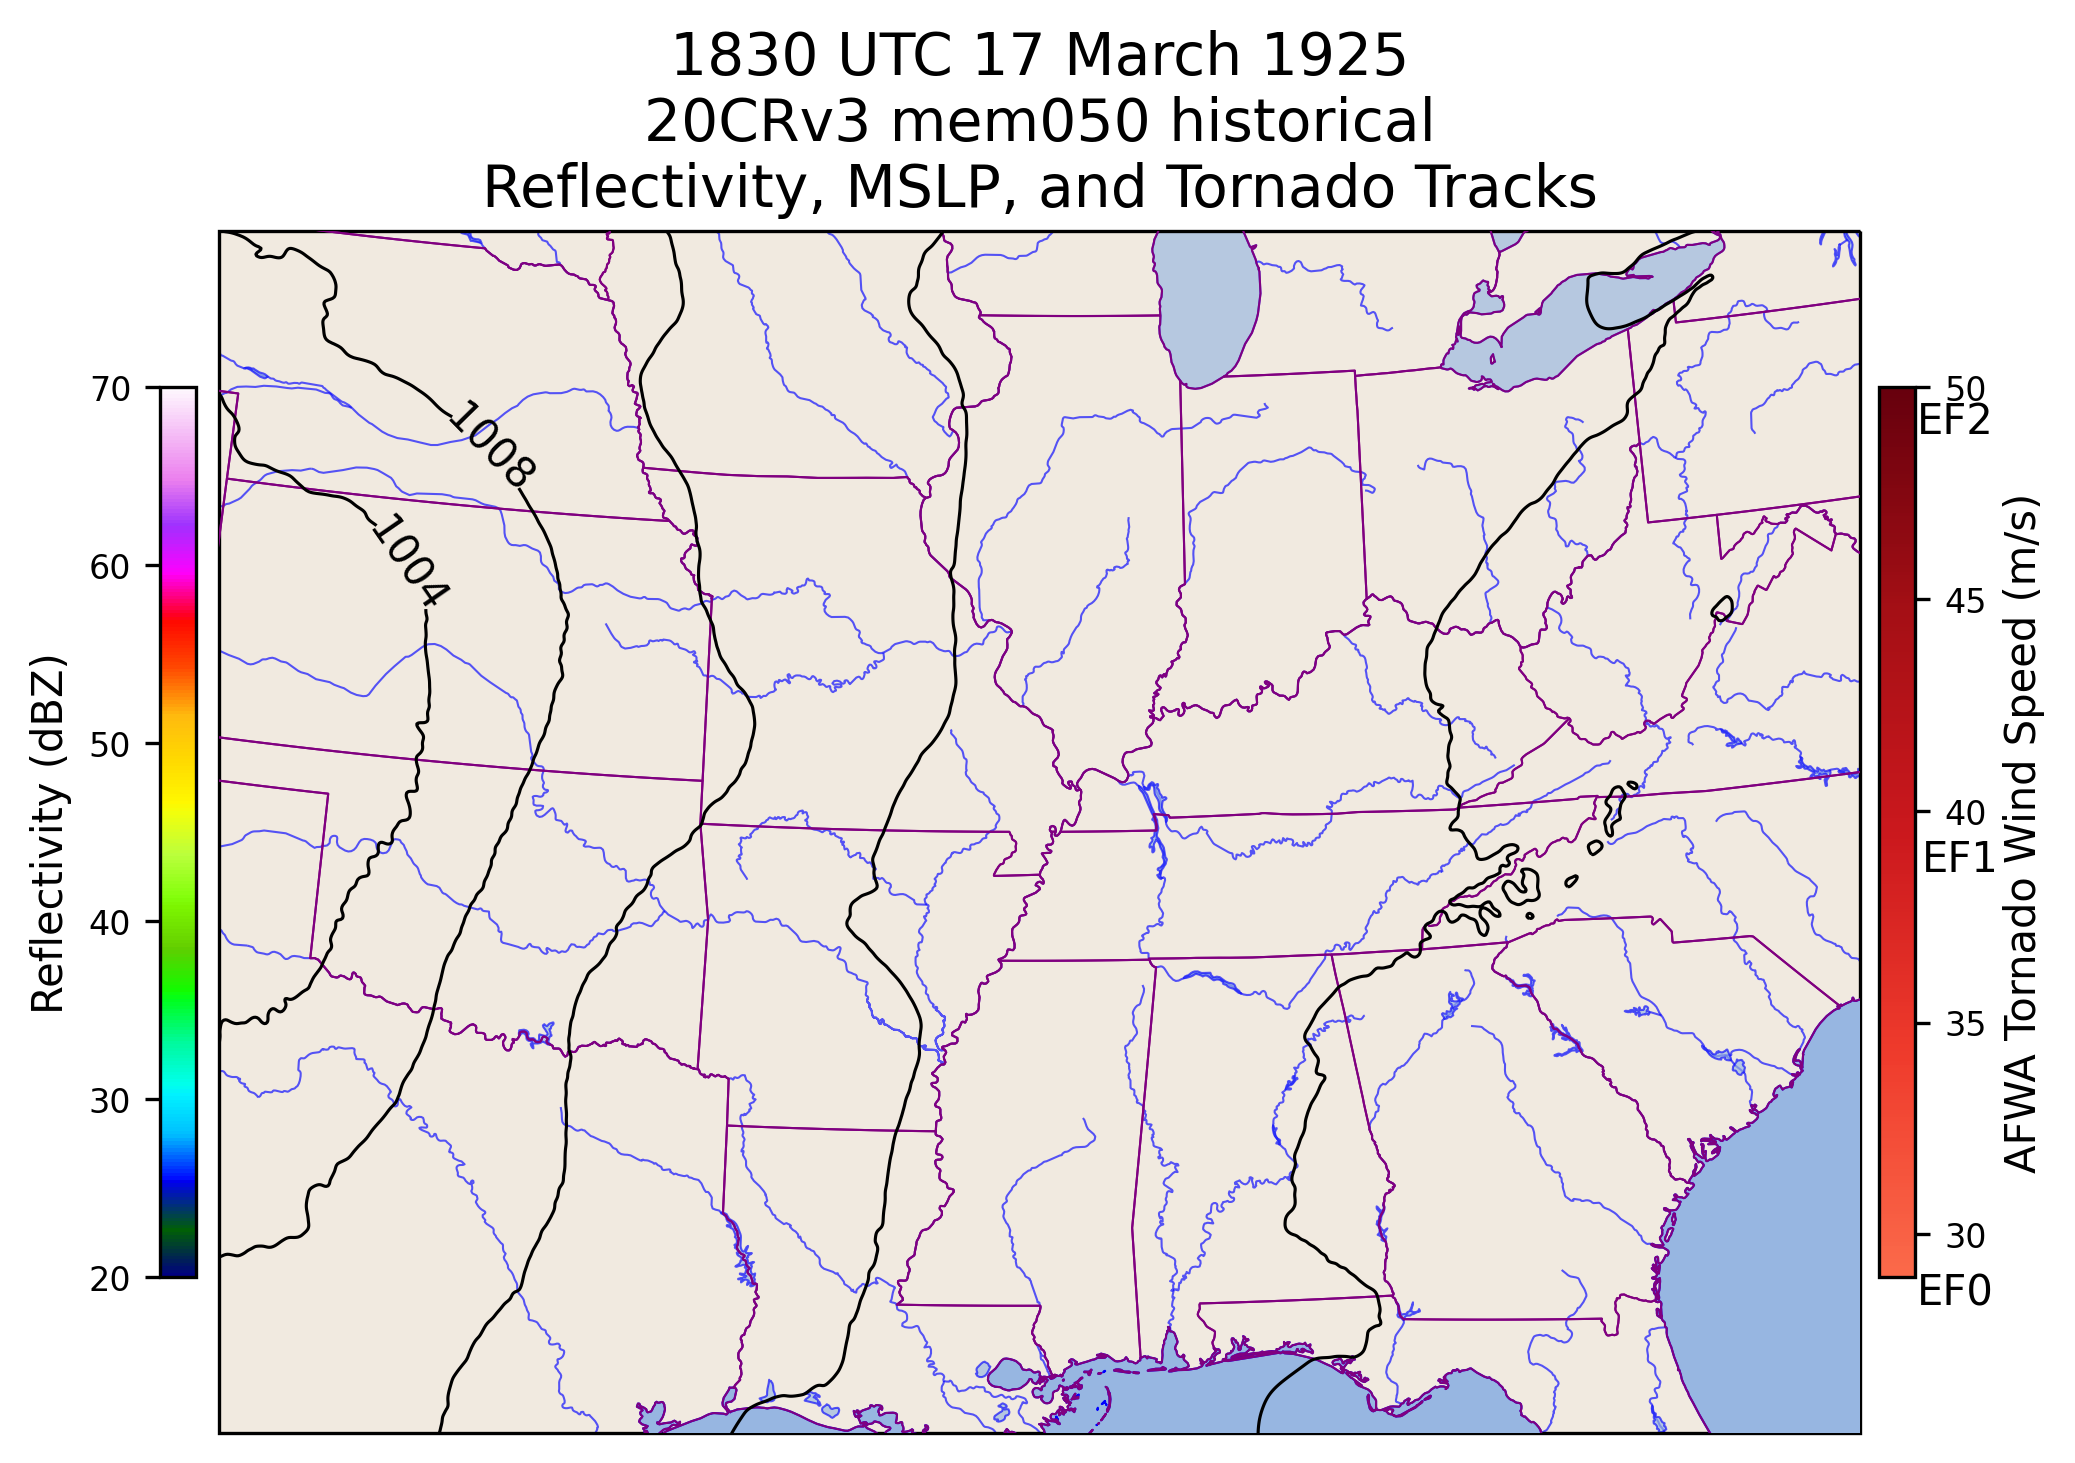 1830 UTC 17 March 1925
20CRv3 mem050 historical
Reflectivity, MSLP, and Tornado Tracks
70
60
50
40
30
20
Reflectivity (dBZ)
1008
1004
50
EF2
45
40
EF1
35
30
EF0
AFWA Tornado Wind Speed (m/s)